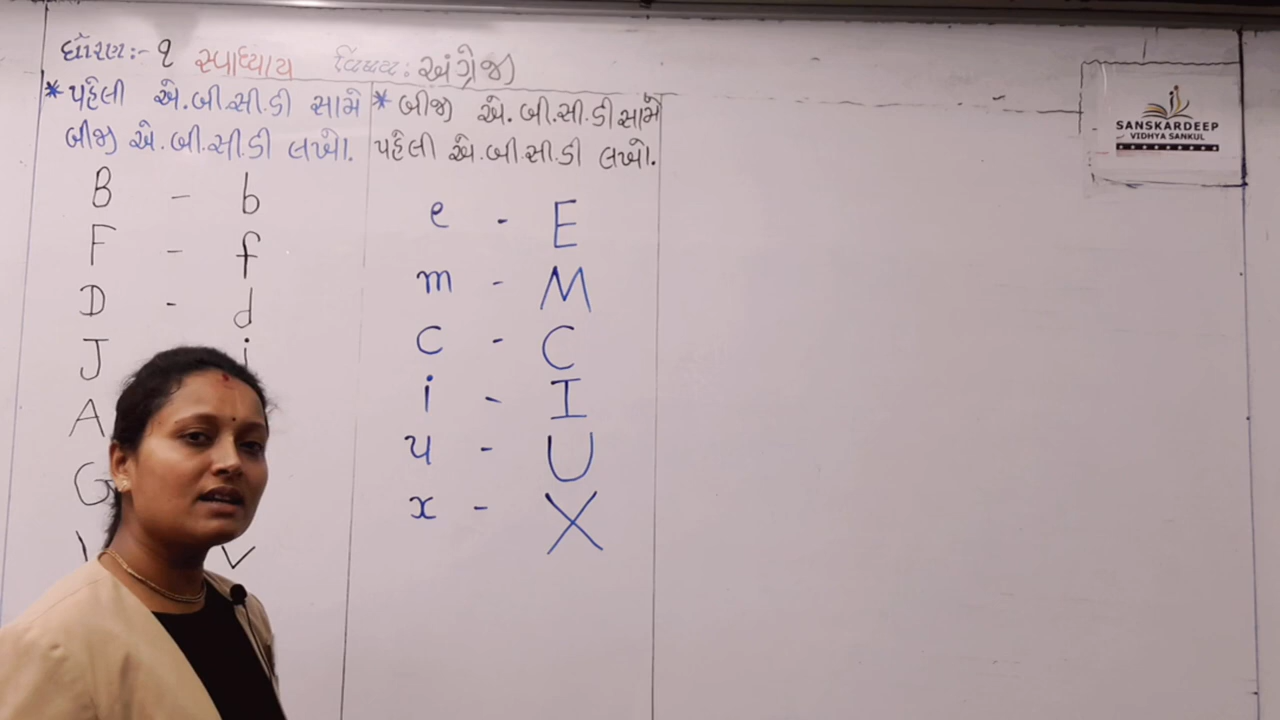 ધોરણ:- ૧ સ્વાધ્યાય વિષય: અંગ્રેજી
* પહેલી એ.બી.સી.ડી સામે
બીજી એ.બી.સી.ડી લખો.
B - b
F - f
D - d
J j
A
G
V
* બીજી એ.બી.સી.ડી સામે
પહેલી એ.બી.સી.ડી લખો.
e - E
m - M
c - C
i - I
u - U
x - X
SANSKARDEEP
VIDHYA SANKUL